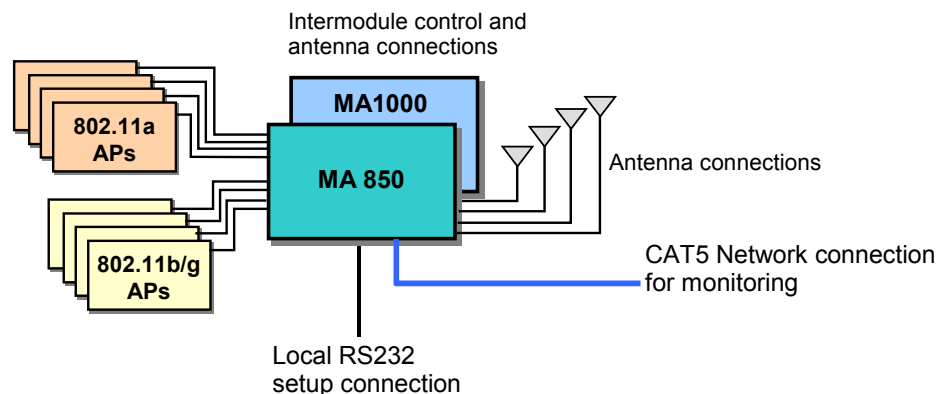 Intermodule control and
antenna connections
MA1000
802.11a
APs
MA 850
Antenna connections
802.11b/g
APs
CAT5 Network connection
for monitoring
Local RS232
setup connection